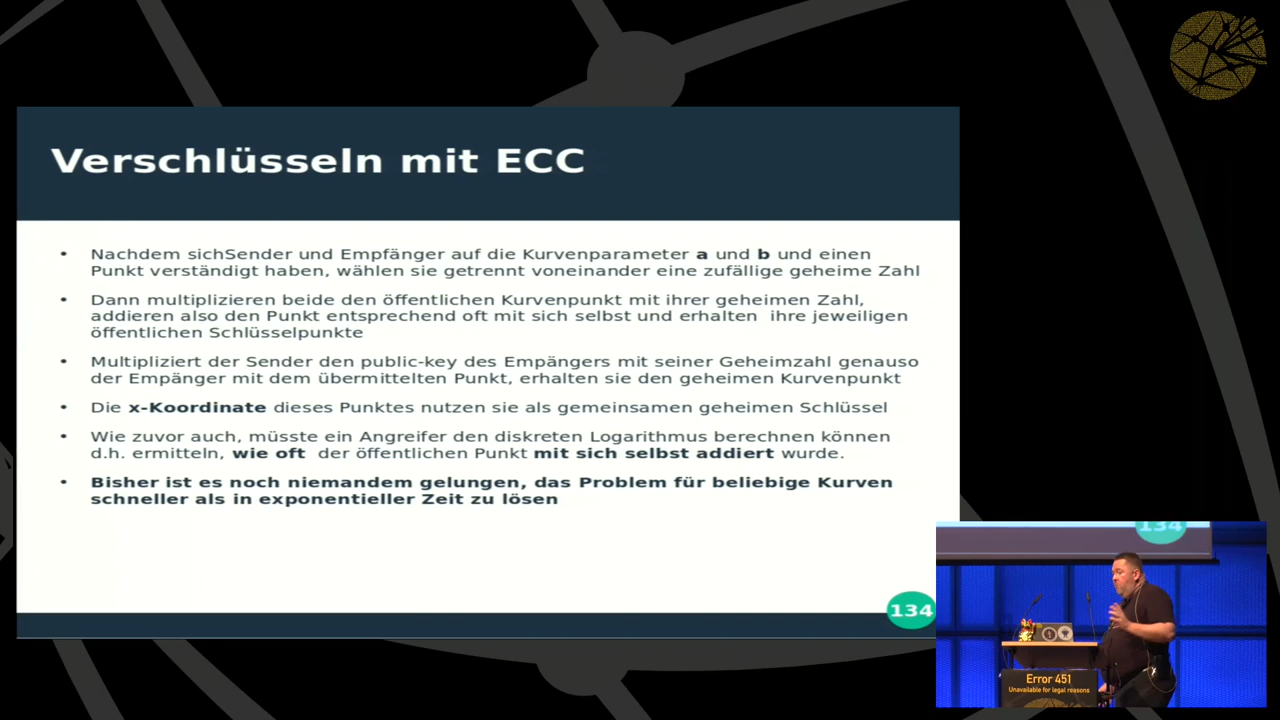 Verschlüsseln mit ECC
• Nachdem sichSender und Empfänger auf die Kurvenparameter a und b und einen
Punkt verständigt haben, wählen sie getrennt voneinander eine zufällige geheime Zahl
• Dann multiplizieren beide den öffentlichen Kurvenpunkt mit ihrer geheimen Zahl,
addieren also den Punkt entsprechend oft mit sich selbst und erhalten ihre jeweiligen
öffentlichen Schlüsselpunkte
• Multipliziert der Sender den public-key des Empängers mit seiner Geheimzahl genauso
der Empänger mit dem übermittelten Punkt, erhalten sie den geheimen Kurvenpunkt
• Die x-Koordinate dieses Punktes nutzen sie als gemeinsamen geheimen Schlüssel
• Wie zuvor auch, müsste ein Angreifer den diskreten Logarithmus berechnen können
d.h. ermitteln, wie oft der öffentlichen Punkt mit sich selbst addiert wurde.
• Bisher ist es noch niemandem gelungen, das Problem für beliebige Kurven
schneller als in exponentieller Zeit zu lösen
134
134
Error 451
Unavailable for legal reasons